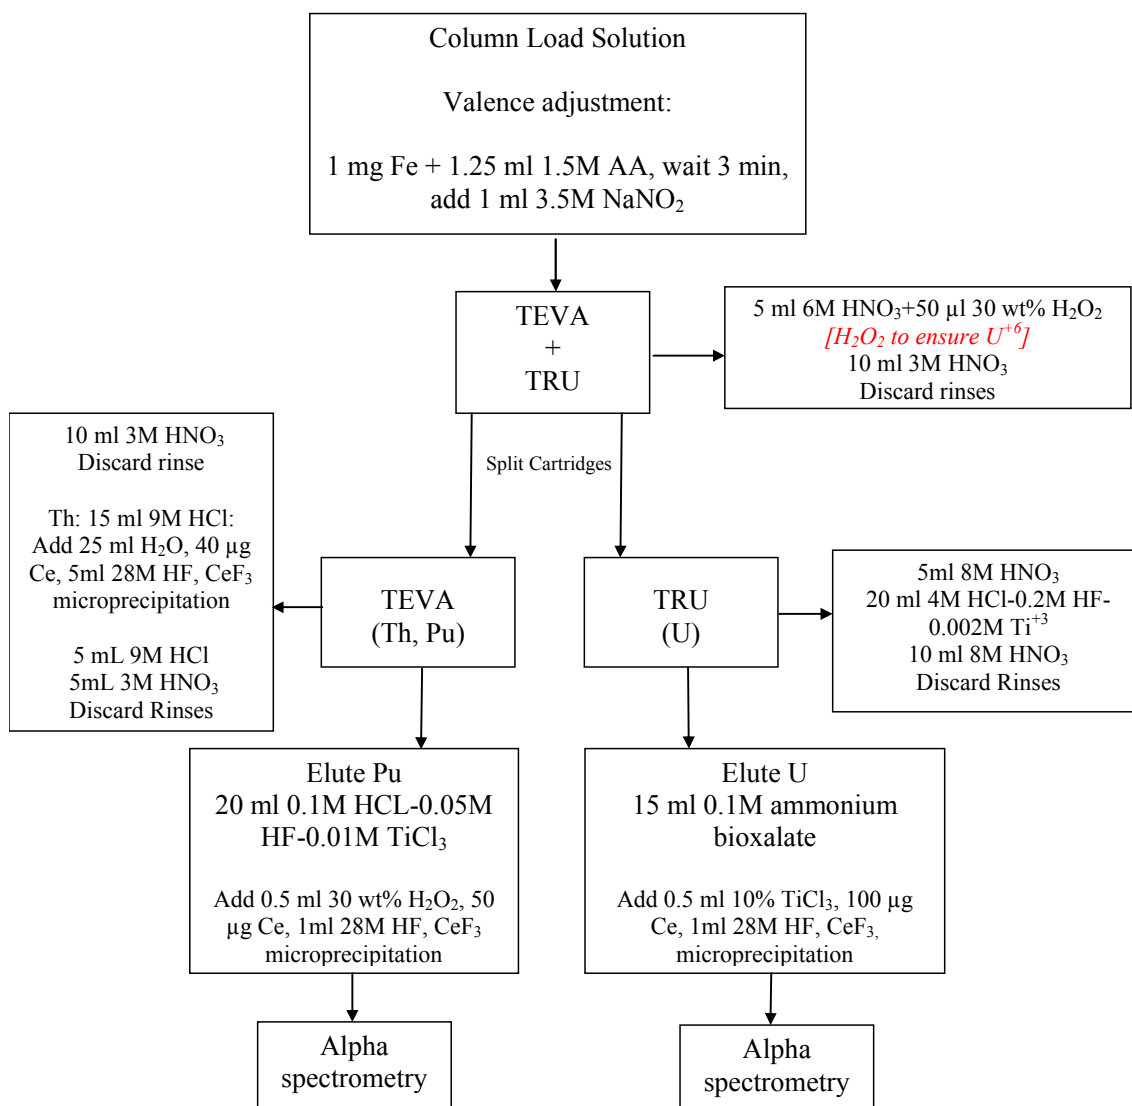 Column Load Solution
Valence adjustment:
1 mg Fe + 1.25 ml 1.5M AA, wait 3 min,
add 1 ml 3.5M NaNO₂
TEVA
+
TRU
5 ml 6M HNO₃+50 µl 30 wt% H₂O₂
[H₂O₂ to ensure U⁺⁶]
10 ml 3M HNO₃
Discard rinses
Split Cartridges
10 ml 3M HNO₃
Discard rinse
Th: 15 ml 9M HCl:
Add 25 ml H₂O, 40 µg
Ce, 5ml 28M HF, CeF₃
microprecipitation
5 mL 9M HCl
5mL 3M HNO₃
Discard Rinses
TEVA
(Th, Pu)
TRU
(U)
5ml 8M HNO₃
20 ml 4M HCl-0.2M HF-
0.002M Ti⁺³
10 ml 8M HNO₃
Discard Rinses
Elute Pu
20 ml 0.1M HCL-0.05M
HF-0.01M TiCl₃
Add 0.5 ml 30 wt% H₂O₂, 50
µg Ce, 1ml 28M HF, CeF₃
microprecipitation
Elute U
15 ml 0.1M ammonium
bioxalate
Add 0.5 ml 10% TiCl₃, 100 µg
Ce, 1ml 28M HF, CeF₃,
microprecipitation
Alpha
spectrometry
Alpha
spectrometry